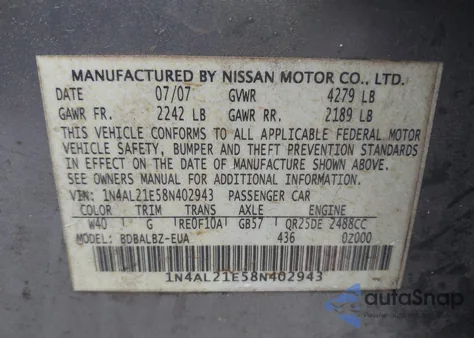 MANUFACTURED BY NISSAN MOTOR CO., LTD.
DATE 07/07 GVWR 4279 LB
GAWR FR. 2242 LB GAWR RR. 2189 LB
THIS VEHICLE CONFORMS TO ALL APPLICABLE FEDERAL MOTOR
VEHICLE SAFETY, BUMPER AND THEFT PREVENTION STANDARDS
IN EFFECT ON THE DATE OF MANUFACTURE SHOWN ABOVE.
SEE OWNERS MANUAL FOR ADDITIONAL INFORMATION.
VIN: 1N4AL21E58N402943 PASSENGER CAR
COLOR TRIM TRANS AXLE ENGINE
W40 G RE0F10A GB57 QR25DE 2488CC
MODEL: BDBALBZ-EUA 436 0Z000
1N4AL21E58N402943
autoSnap